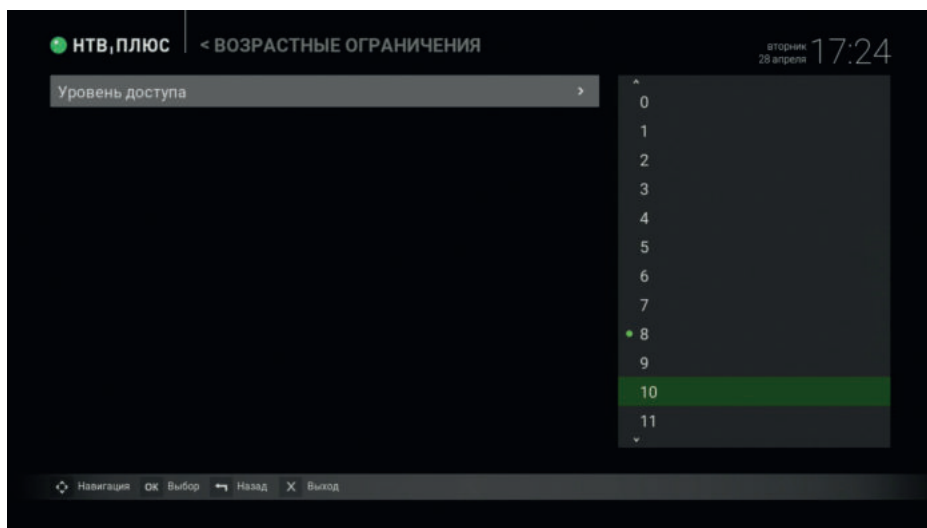 НТВ ПЛЮС
< ВОЗРАСТНЫЕ ОГРАНИЧЕНИЯ
вторник
28 апреля
17:24
Уровень доступа >
0
1
2
3
4
5
6
7
8
9
10
11
Навигация OK Выбор Назад X Выход